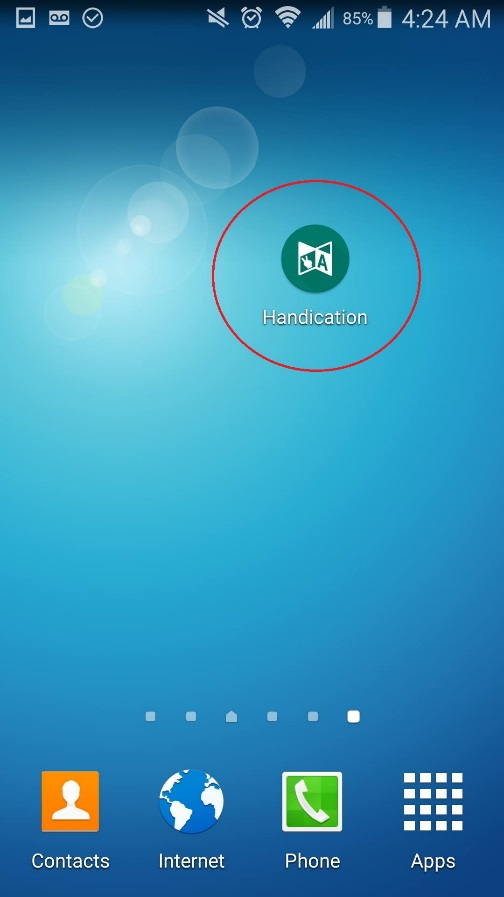 85% 4:24 AM
A
Handication
Contacts Internet Phone Apps